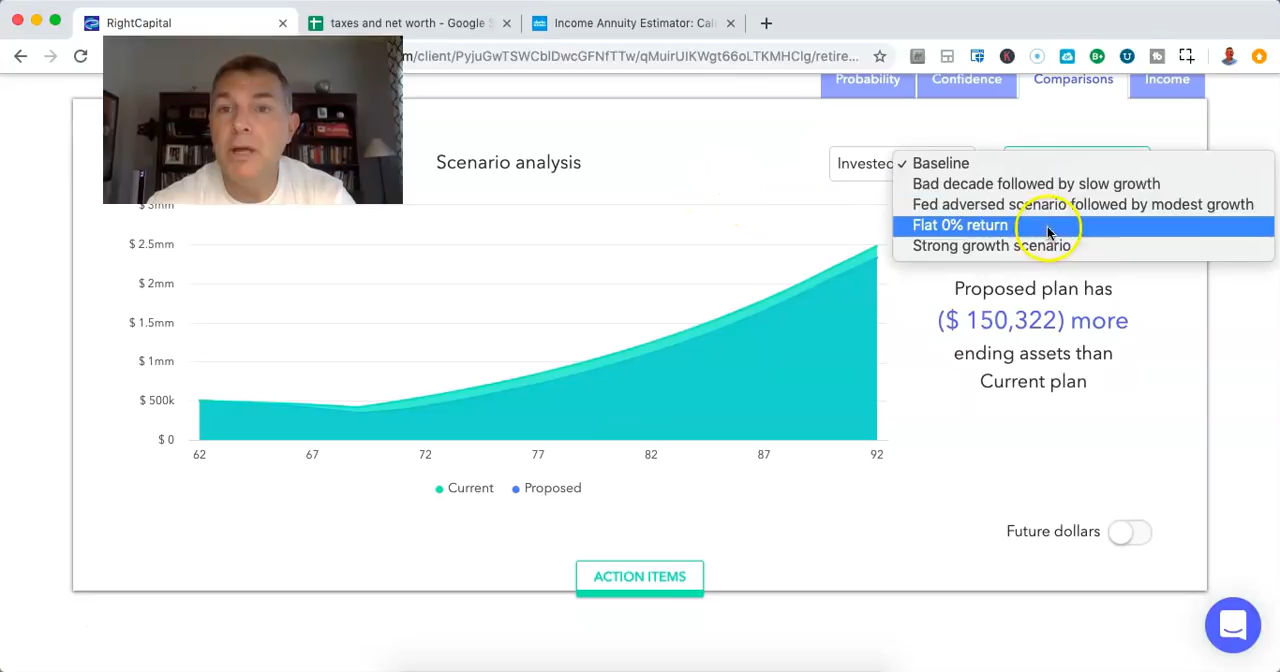 RightCapital
taxes and net worth - Google S
Income Annuity Estimator: Cal
m/client/PyjuGwTSWCblDwcGFNfTTw/qMuirUIKWgt66oLTKMHClg/retire...
Probability
Confidence
Comparisons
Income
Scenario analysis
Invested
✓ Baseline
Bad decade followed by slow growth
Fed adversed scenario followed by modest growth
Flat 0% return
Strong growth scenario
$ 3mm
$ 2.5mm
$ 2mm
$ 1.5mm
$ 1mm
$ 500k
$ 0
62 67 72 77 82 87 92
Current Proposed
Proposed plan has
($ 150,322) more
ending assets than
Current plan
Future dollars
ACTION ITEMS